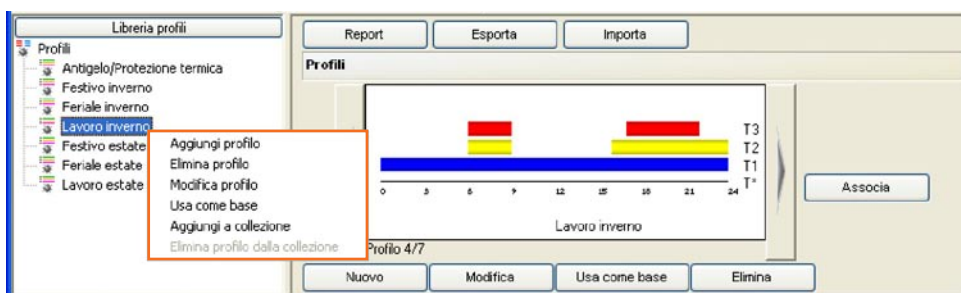 Libreria profili
Profili
Antigelo/Protezione termica
Festivo inverno
Feriale inverno
Lavoro inverno
Festivo estate
Feriale estate
Lavoro estate
Aggiungi profilo
Elimina profilo
Modifica profilo
Usa come base
Aggiungi a collezione
Elimina profilo dalla collezione
Report Esporta Importa
Profili
T3
T2
T1
T°
0 3 6 9 12 15 18 21 24
Lavoro inverno
Profilo 4/7
Associa
Nuovo Modifica Usa come base Elimina